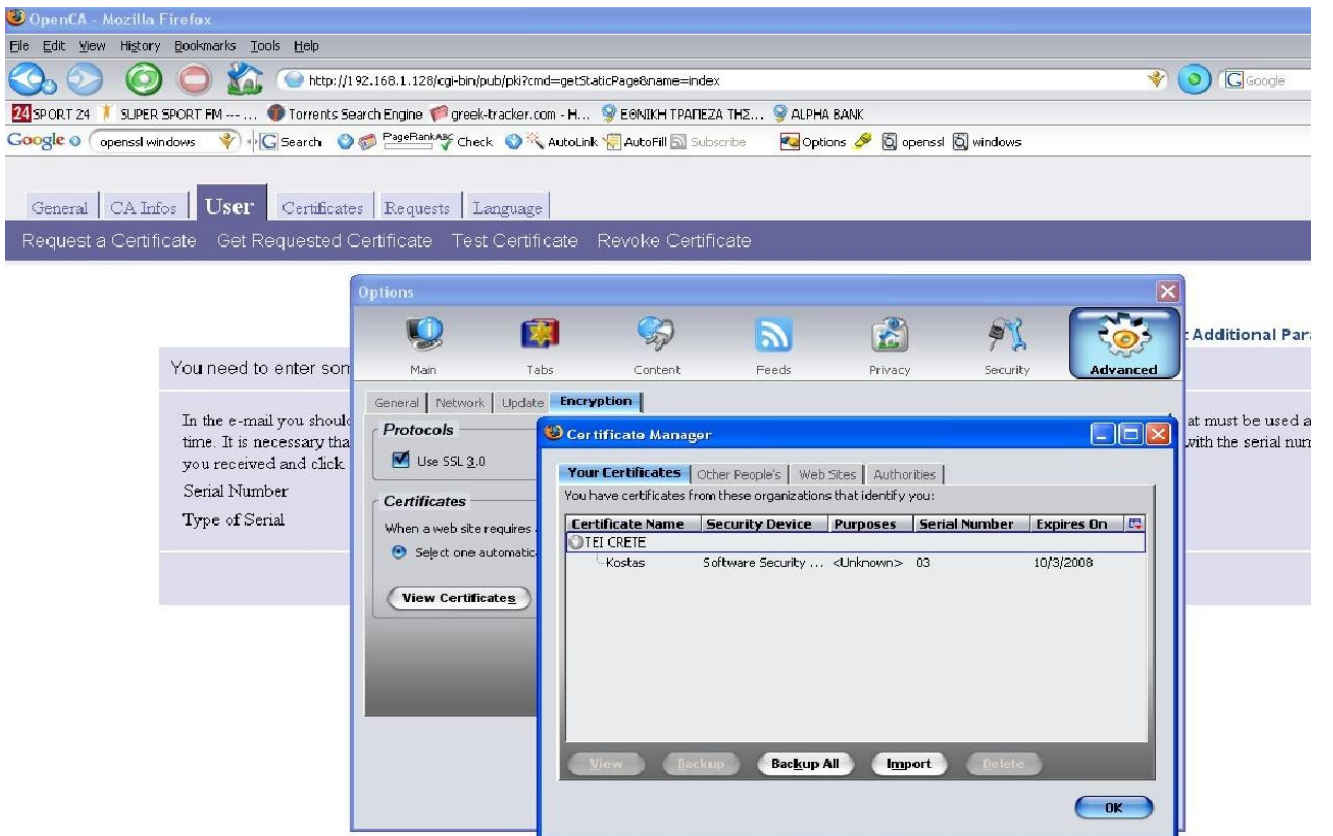 OpenCA - Mozilla Firefox
File Edit View History Bookmarks Tools Help
http://192.168.1.128/cgi-bin/pub/pki?cmd=getStaticPage&name=index
Google
24 SPORT 24 SUPER SPORT FM --- ... Torrents Search Engine greek-tracker.com - H... ΕΘΝΙΚΗ ΤΡΑΠΕΖΑ ΤΗΣ... ALPHA BANK
Google openssl windows G Search PageRank ABC Check AutoLink AutoFill Subscribe Options openssl windows
General CA Infos User Certificates Requests Language
Request a Certificate Get Requested Certificate Test Certificate Revoke Certificate
Options
Additional Par
You need to enter som
Main Tabs Content Feeds Privacy Security Advanced
General Network Update Encryption
In the e-mail you should
at must be used a
Protocols
Certificate Manager
time. It is necessary tha
with the serial num
Use SSL 3.0
you received and click
Your Certificates Other People's Web Sites Authorities
You have certificates from these organizations that identify you:
Serial Number
Certificates
Type of Serial
When a web site requires
Certificate Name Security Device Purposes Serial Number Expires On
TEI CRETE
Select one automatic
Kostas Software Security ... <Unknown> 03 10/3/2008
View Certificates
View Backup Backup All Import Delete
OK